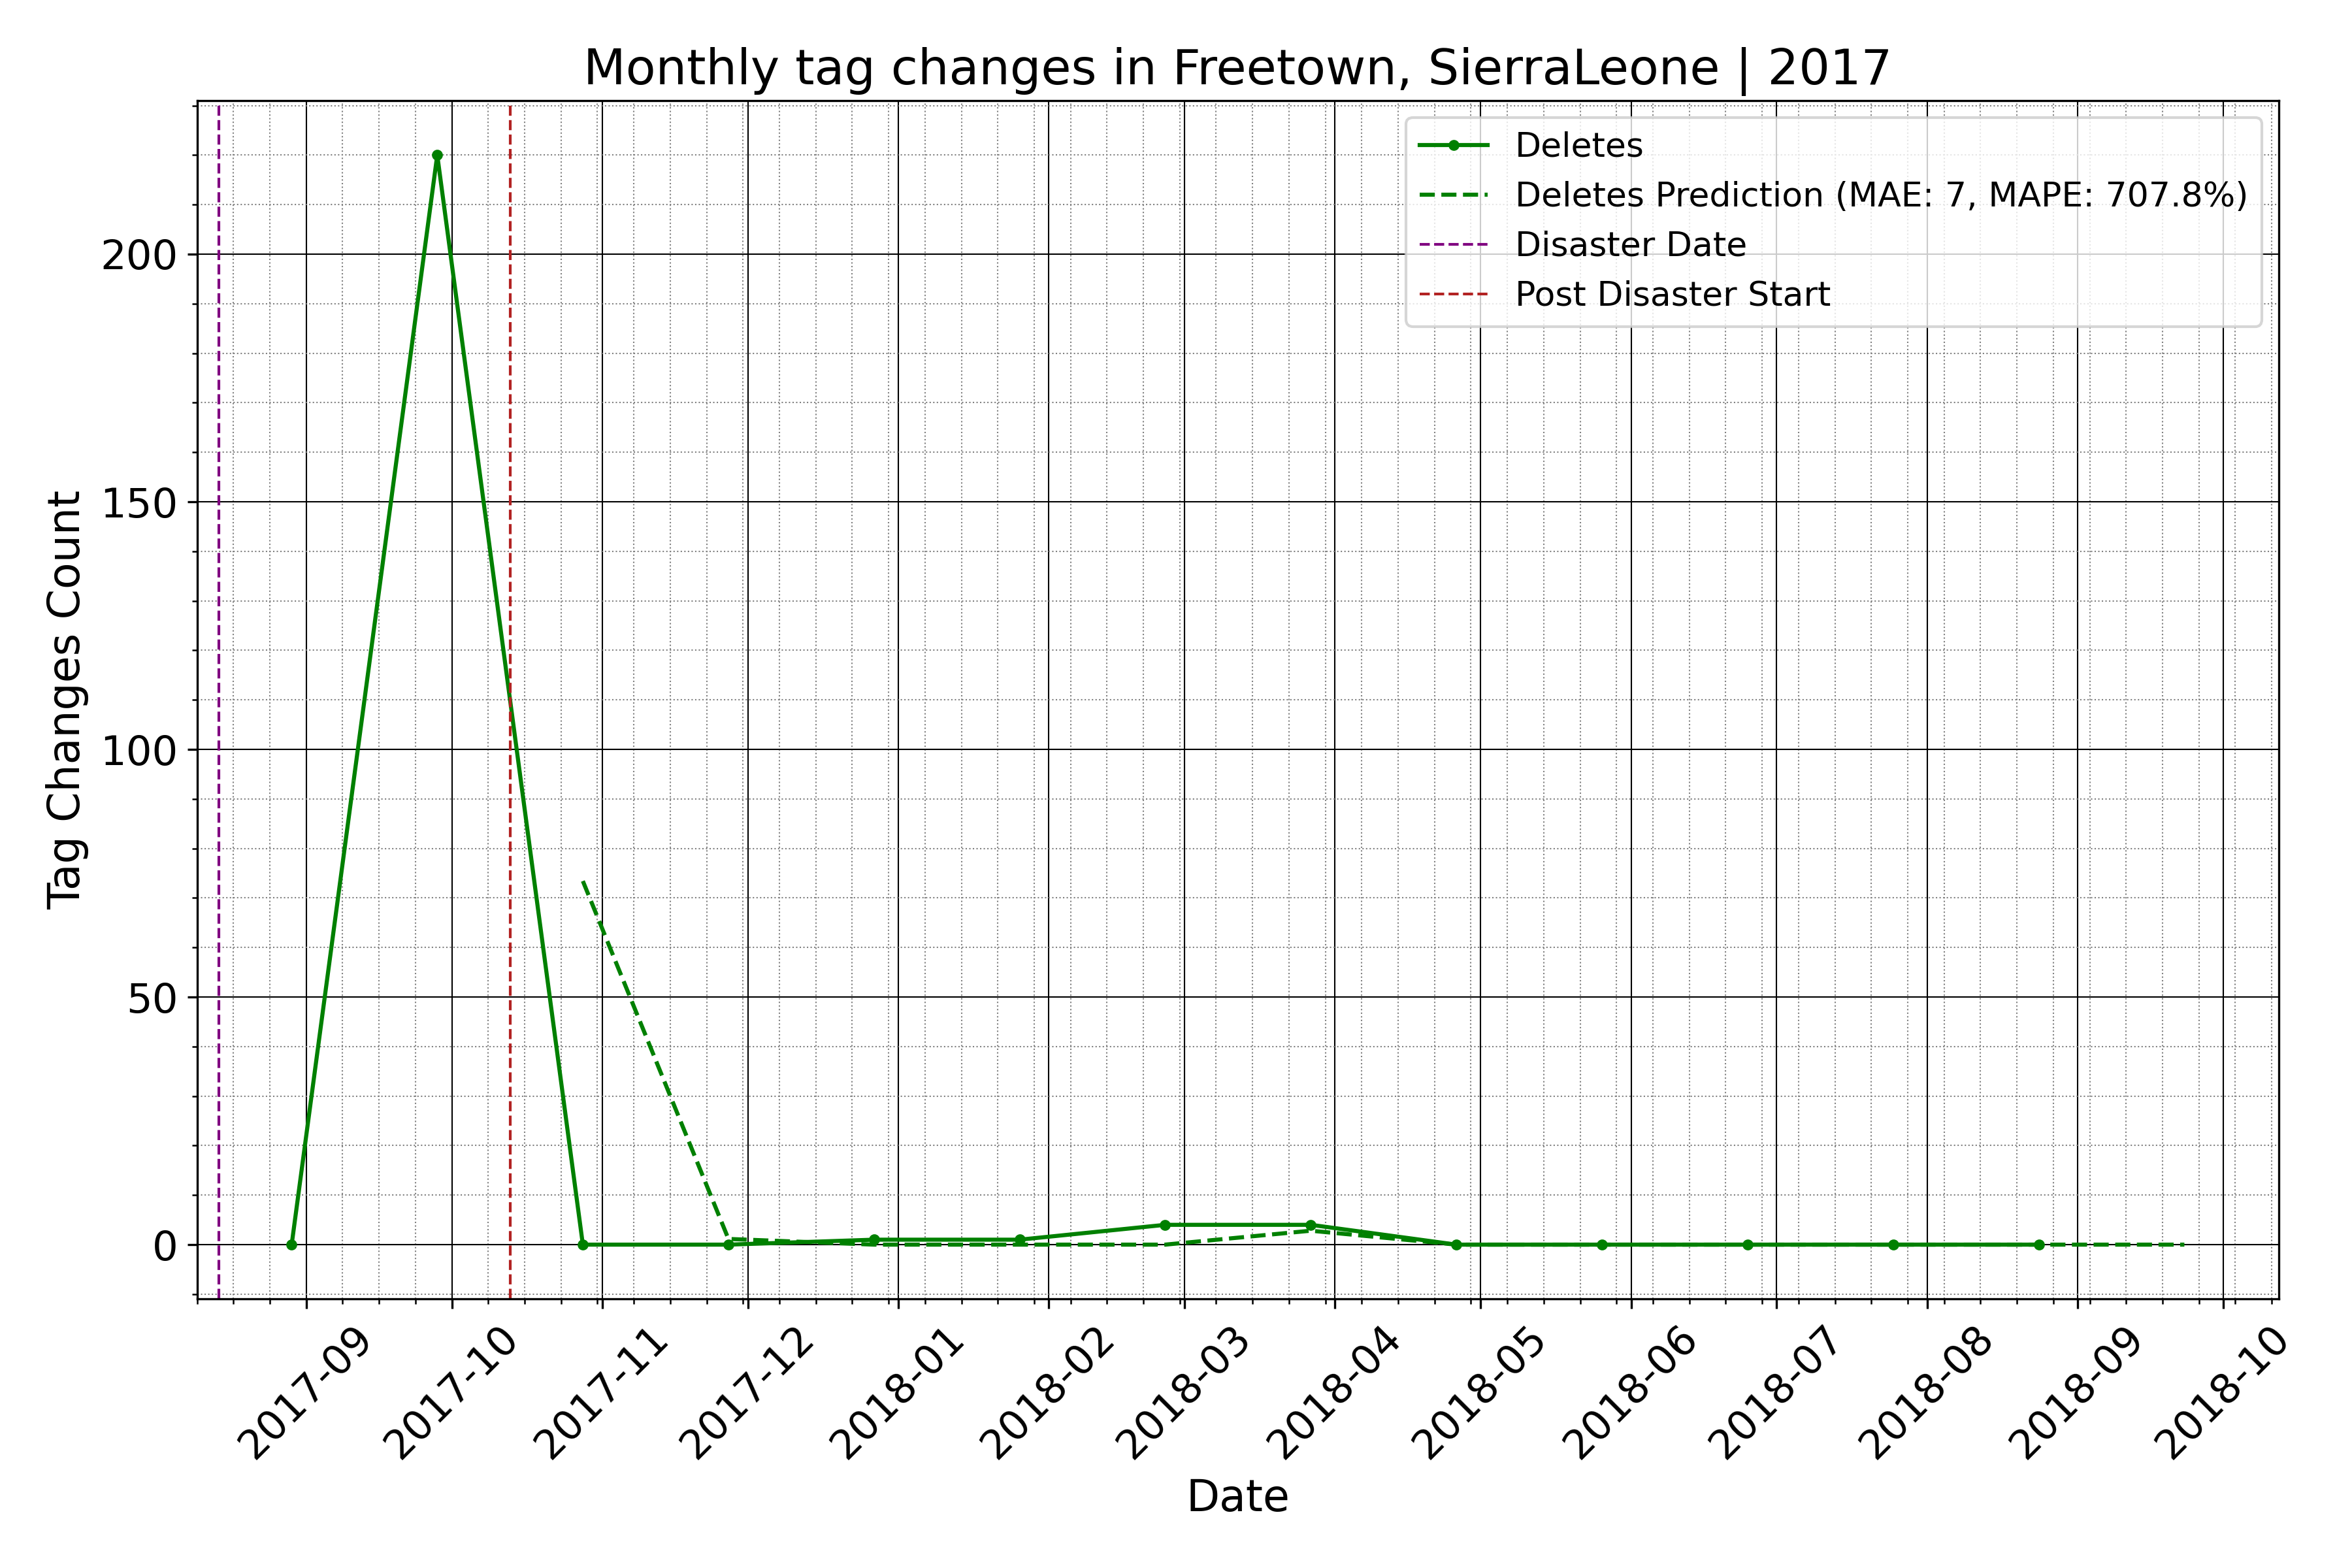 Monthly tag changes in Freetown, SierraLeone | 2017
Deletes
Deletes Prediction (MAE: 7, MAPE: 707.8%)
Disaster Date
Post Disaster Start
Tag Changes Count
200
150
100
50
0
2017-09
2017-10
2017-11
2017-12
2018-01
2018-02
2018-03
2018-04
2018-05
2018-06
2018-07
2018-08
2018-09
2018-10
Date